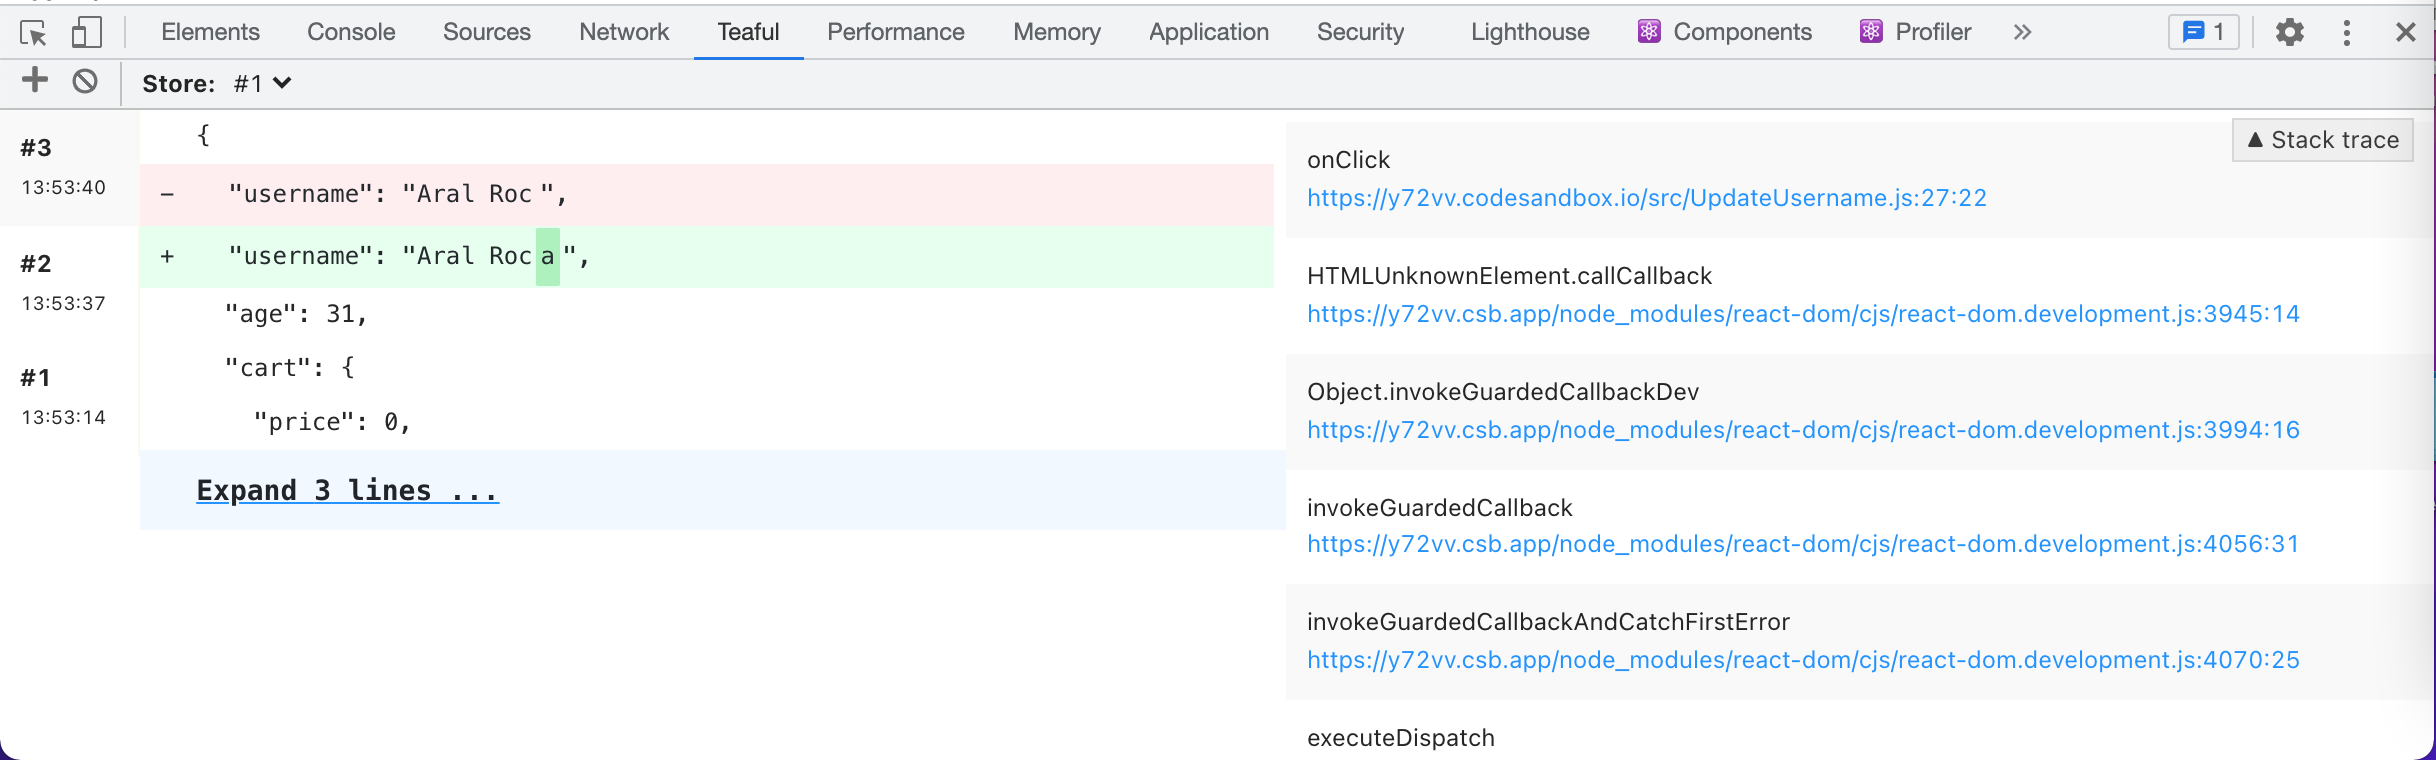 Elements Console Sources Network Teaful Performance Memory Application Security Lighthouse Components Profiler » 1
Store: #1
#3
13:53:40
#2
13:53:37
#1
13:53:14
{
− "username": "Aral Roc",
+ "username": "Aral Roca",
"age": 31,
"cart": {
"price": 0,
Expand 3 lines ...
▲ Stack trace
onClick
https://y72vv.codesandbox.io/src/UpdateUsername.js:27:22
HTMLUnknownElement.callCallback
https://y72vv.csb.app/node_modules/react-dom/cjs/react-dom.development.js:3945:14
Object.invokeGuardedCallbackDev
https://y72vv.csb.app/node_modules/react-dom/cjs/react-dom.development.js:3994:16
invokeGuardedCallback
https://y72vv.csb.app/node_modules/react-dom/cjs/react-dom.development.js:4056:31
invokeGuardedCallbackAndCatchFirstError
https://y72vv.csb.app/node_modules/react-dom/cjs/react-dom.development.js:4070:25
executeDispatch